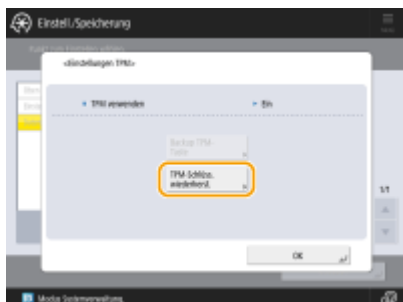 Einstell./Speicherung
<Einstellungen TPM>
TPM verwenden
Ein
Backup TPM-
Taste
TPM-Schlüss.
wiederherst.
1/1
OK
Modus Systemverwaltung